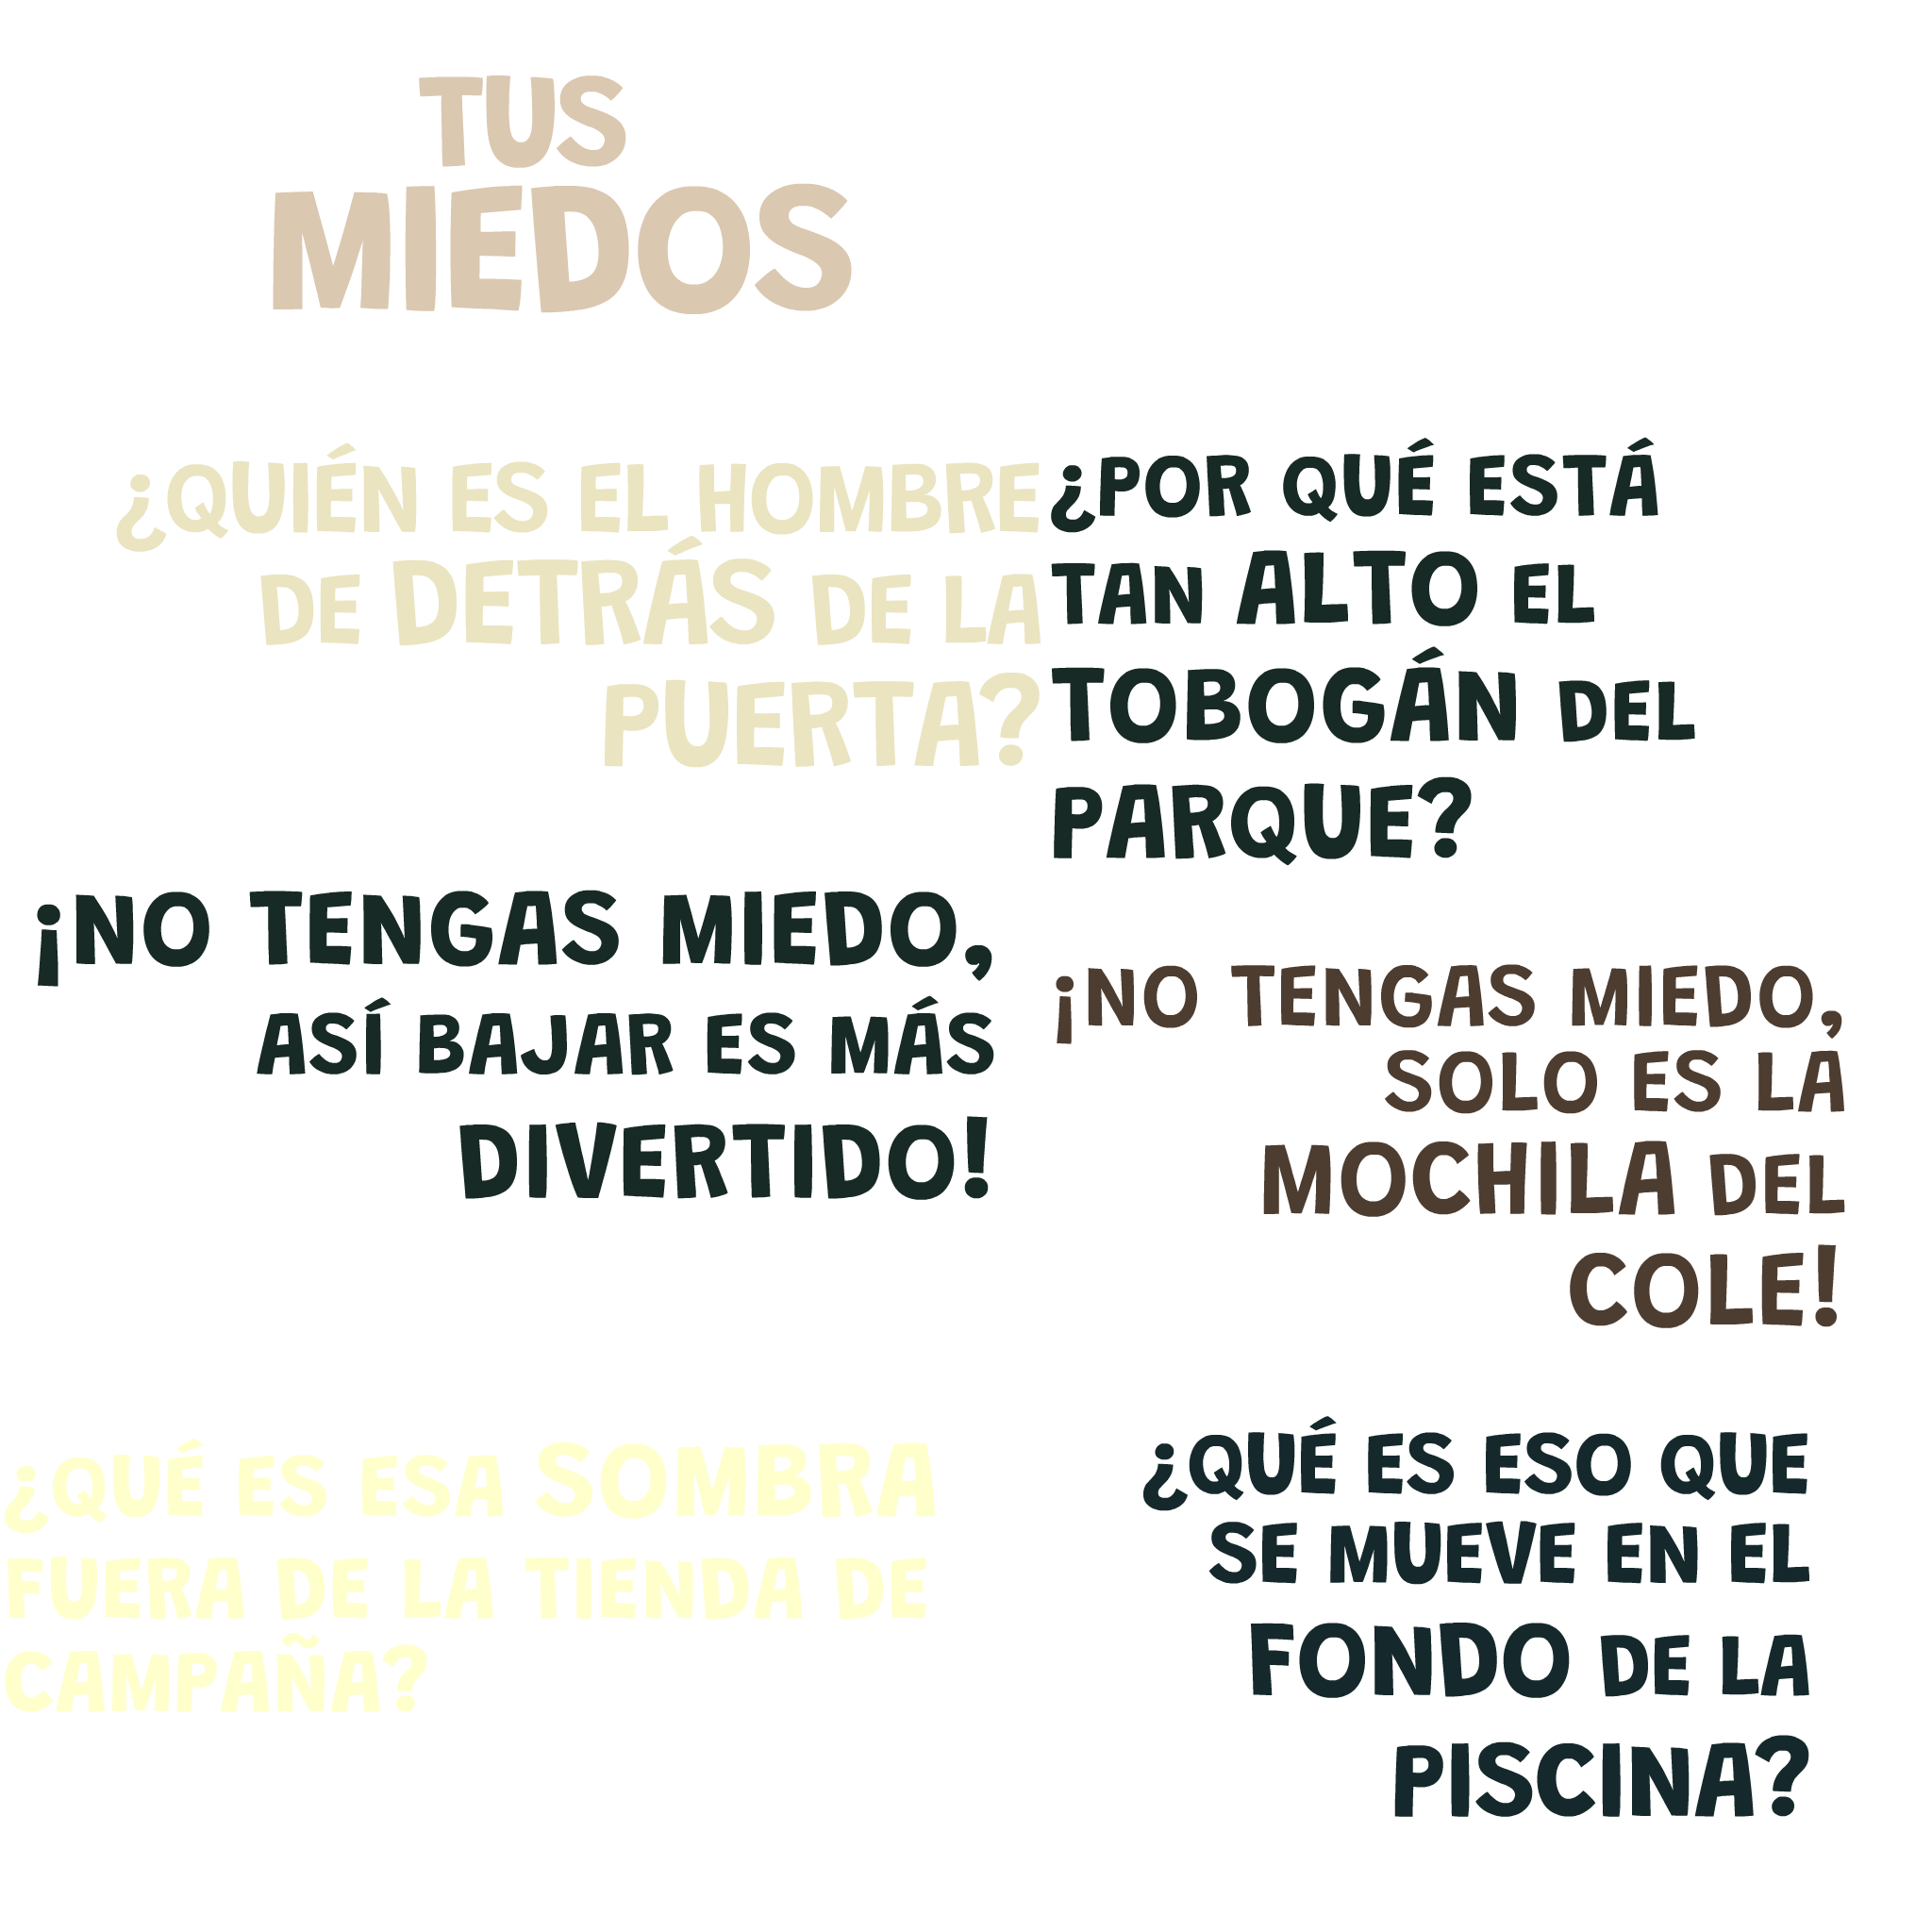 TUS
MIEDOS
¿QUIÉN ES EL HOMBRE
DE DETRÁS DE LA
PUERTA?
¿POR QUÉ ESTÁ
TAN ALTO EL
TOBOGÁN DEL
PARQUE?
¡NO TENGAS MIEDO,
ASÍ BAJAR ES MÁS
DIVERTIDO!
¡NO TENGAS MIEDO,
SOLO ES LA
MOCHILA DEL
COLE!
¿QUÉ ES ESA SOMBRA
FUERA DE LA TIENDA DE
CAMPAÑA?
¿QUÉ ES ESO QUE
SE MUEVE EN EL
FONDO DE LA
PISCINA?